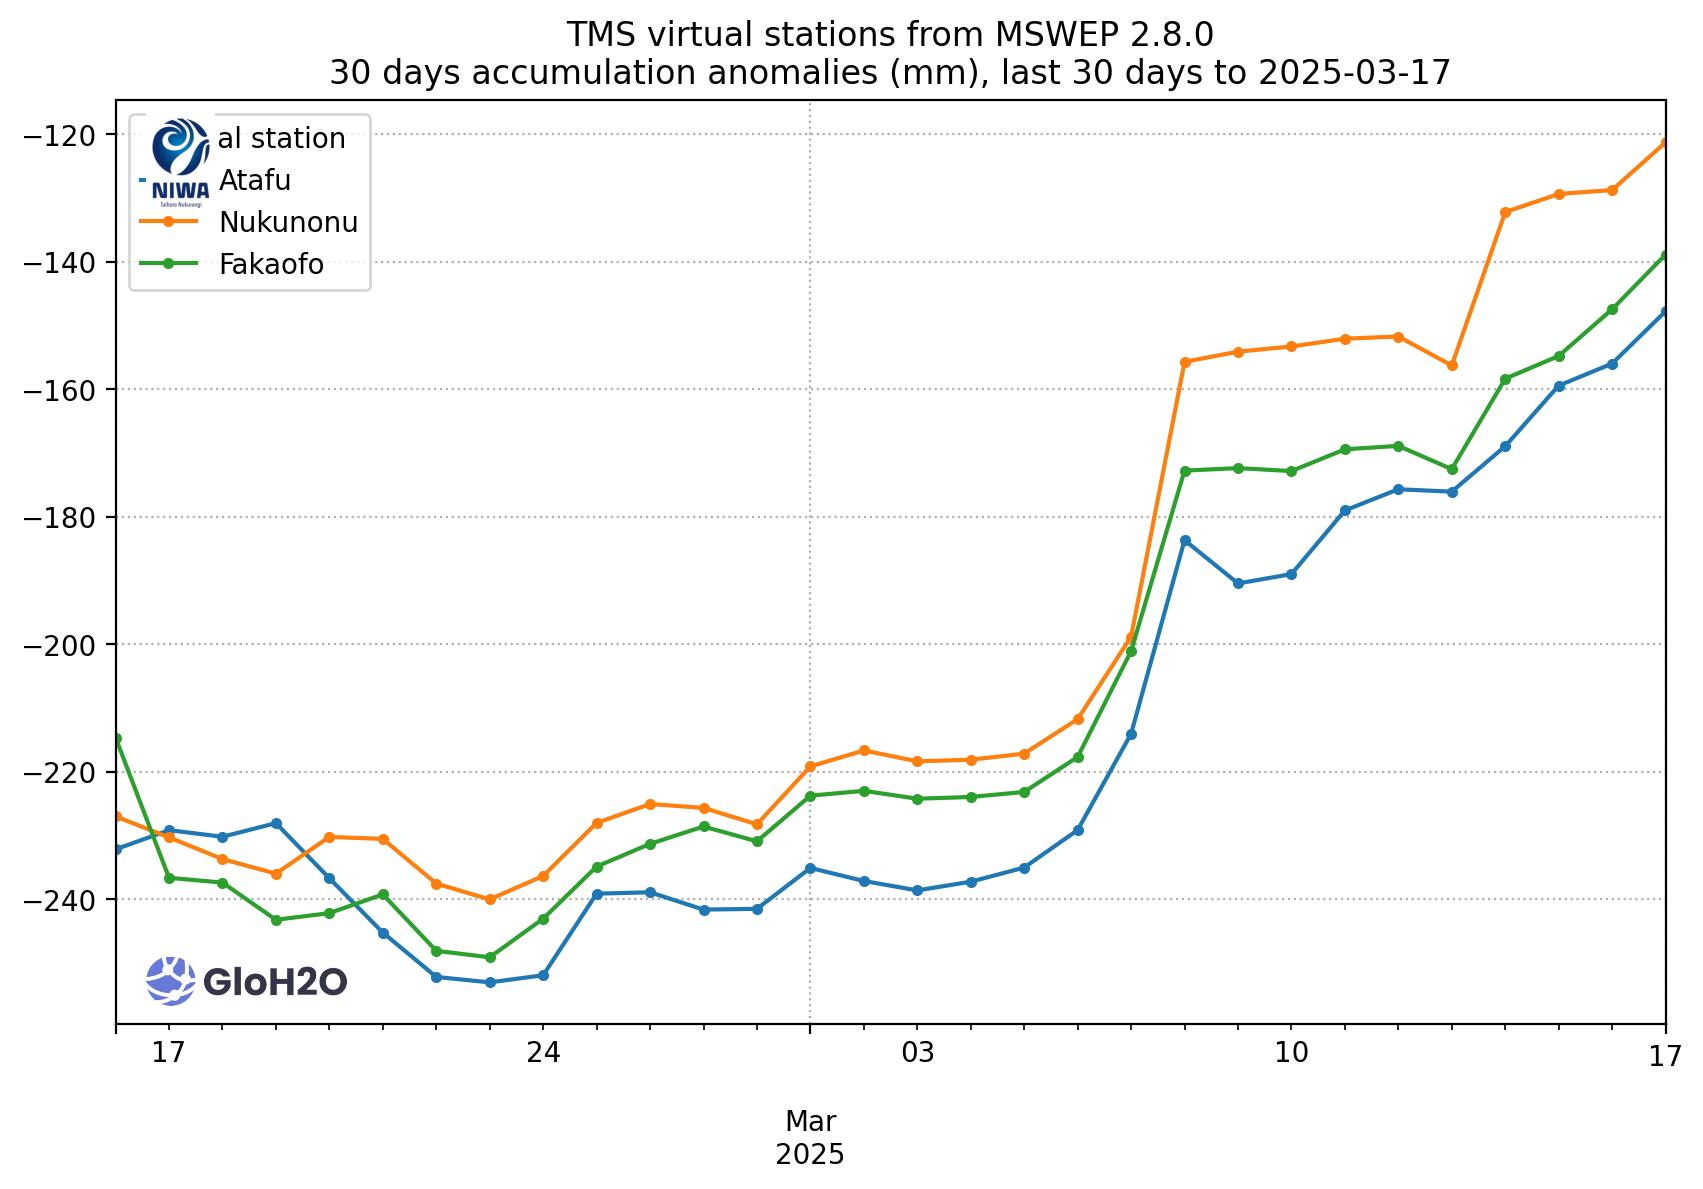 TMS virtual stations from MSWEP 2.8.0
30 days accumulation anomalies (mm), last 30 days to 2025-03-17
−120
−140
−160
−180
−200
−220
−240
al station
Atafu
Nukunonu
Fakaofo
NIWA
Taihoro Nukurangi
GloH2O
17
24
03
10
17
Mar
2025